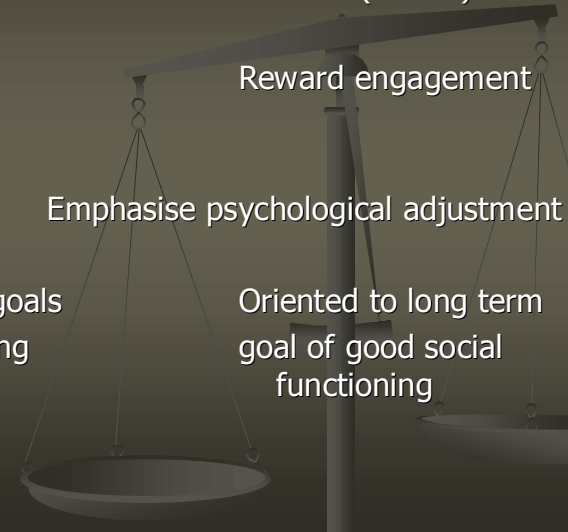 Reward engagement
Emphasise psychological adjustment
goals
Oriented to long term
ng
goal of good social
functioning